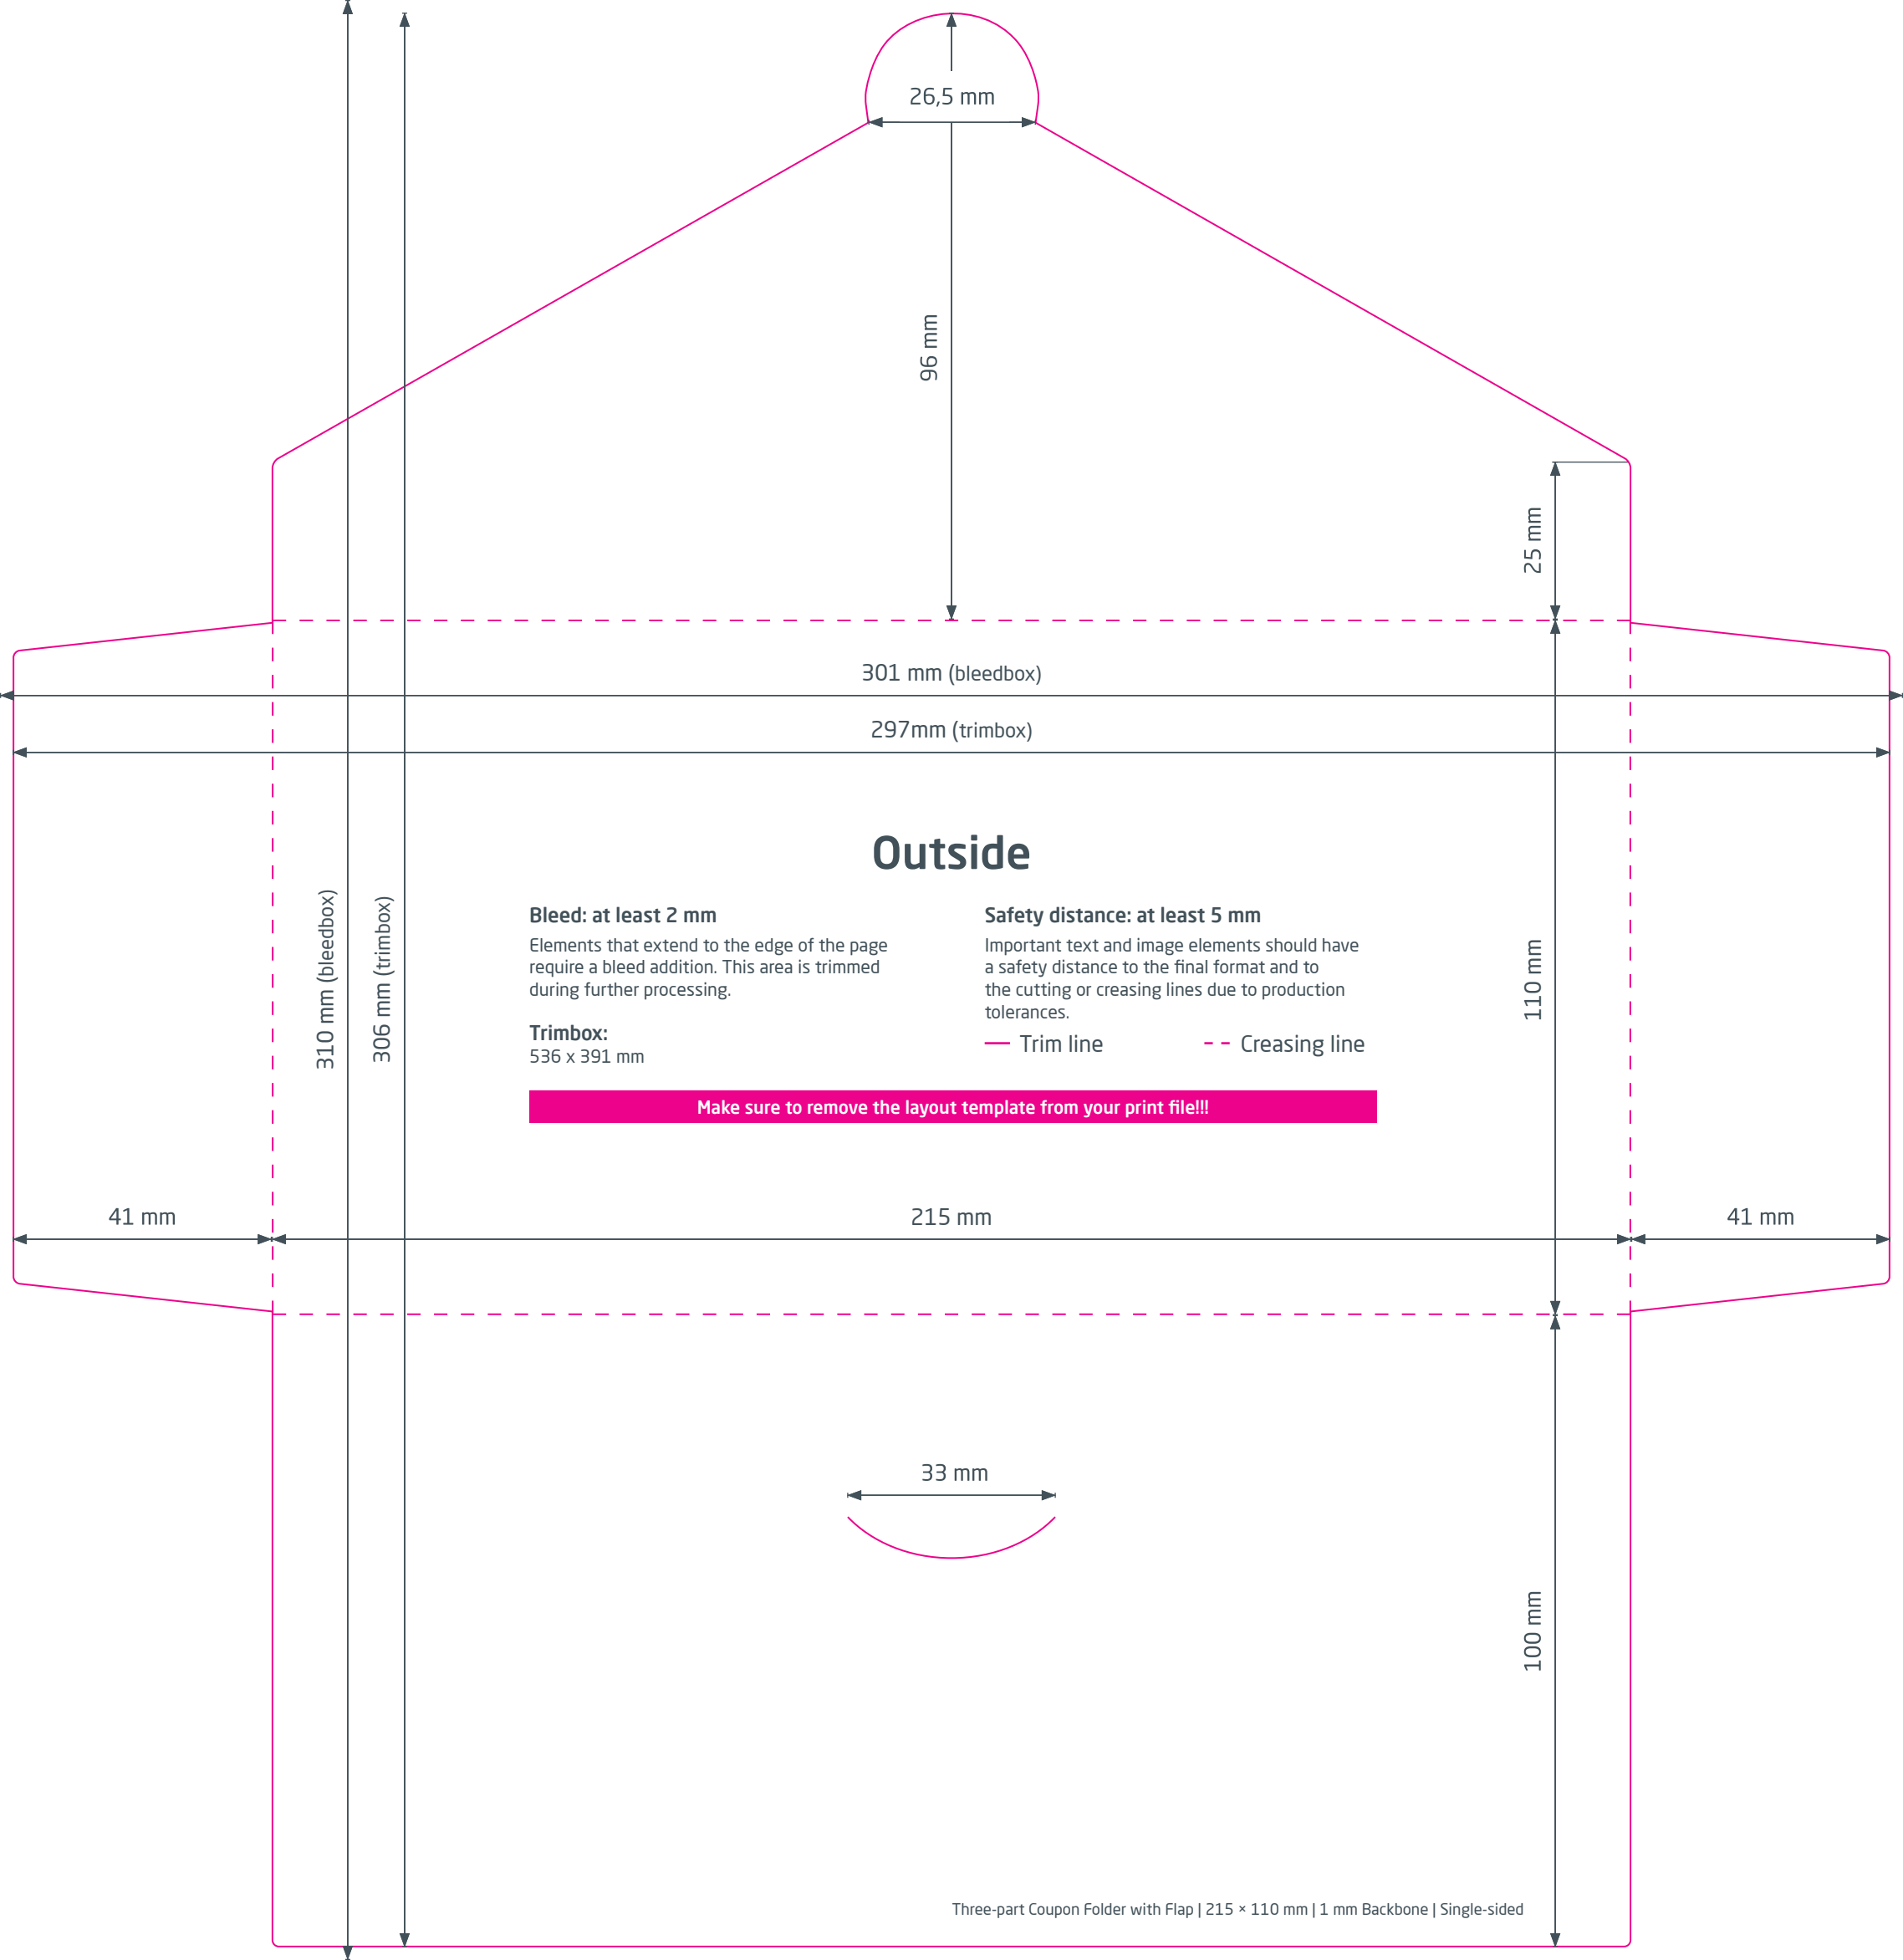 26,5 mm
96 mm
25 mm
301 mm (bleedbox)
297mm (trimbox)
310 mm (bleedbox)
306 mm (trimbox)
Outside
Bleed: at least 2 mm
Elements that extend to the edge of the page
require a bleed addition. This area is trimmed
during further processing.
Trimbox:
536 x 391 mm
Safety distance: at least 5 mm
Important text and image elements should have
a safety distance to the final format and to
the cutting or creasing lines due to production
tolerances.
Trim line
Creasing line
110 mm
Make sure to remove the layout template from your print file!!!
41 mm
215 mm
41 mm
33 mm
100 mm
Three-part Coupon Folder with Flap | 215 × 110 mm | 1 mm Backbone | Single-sided